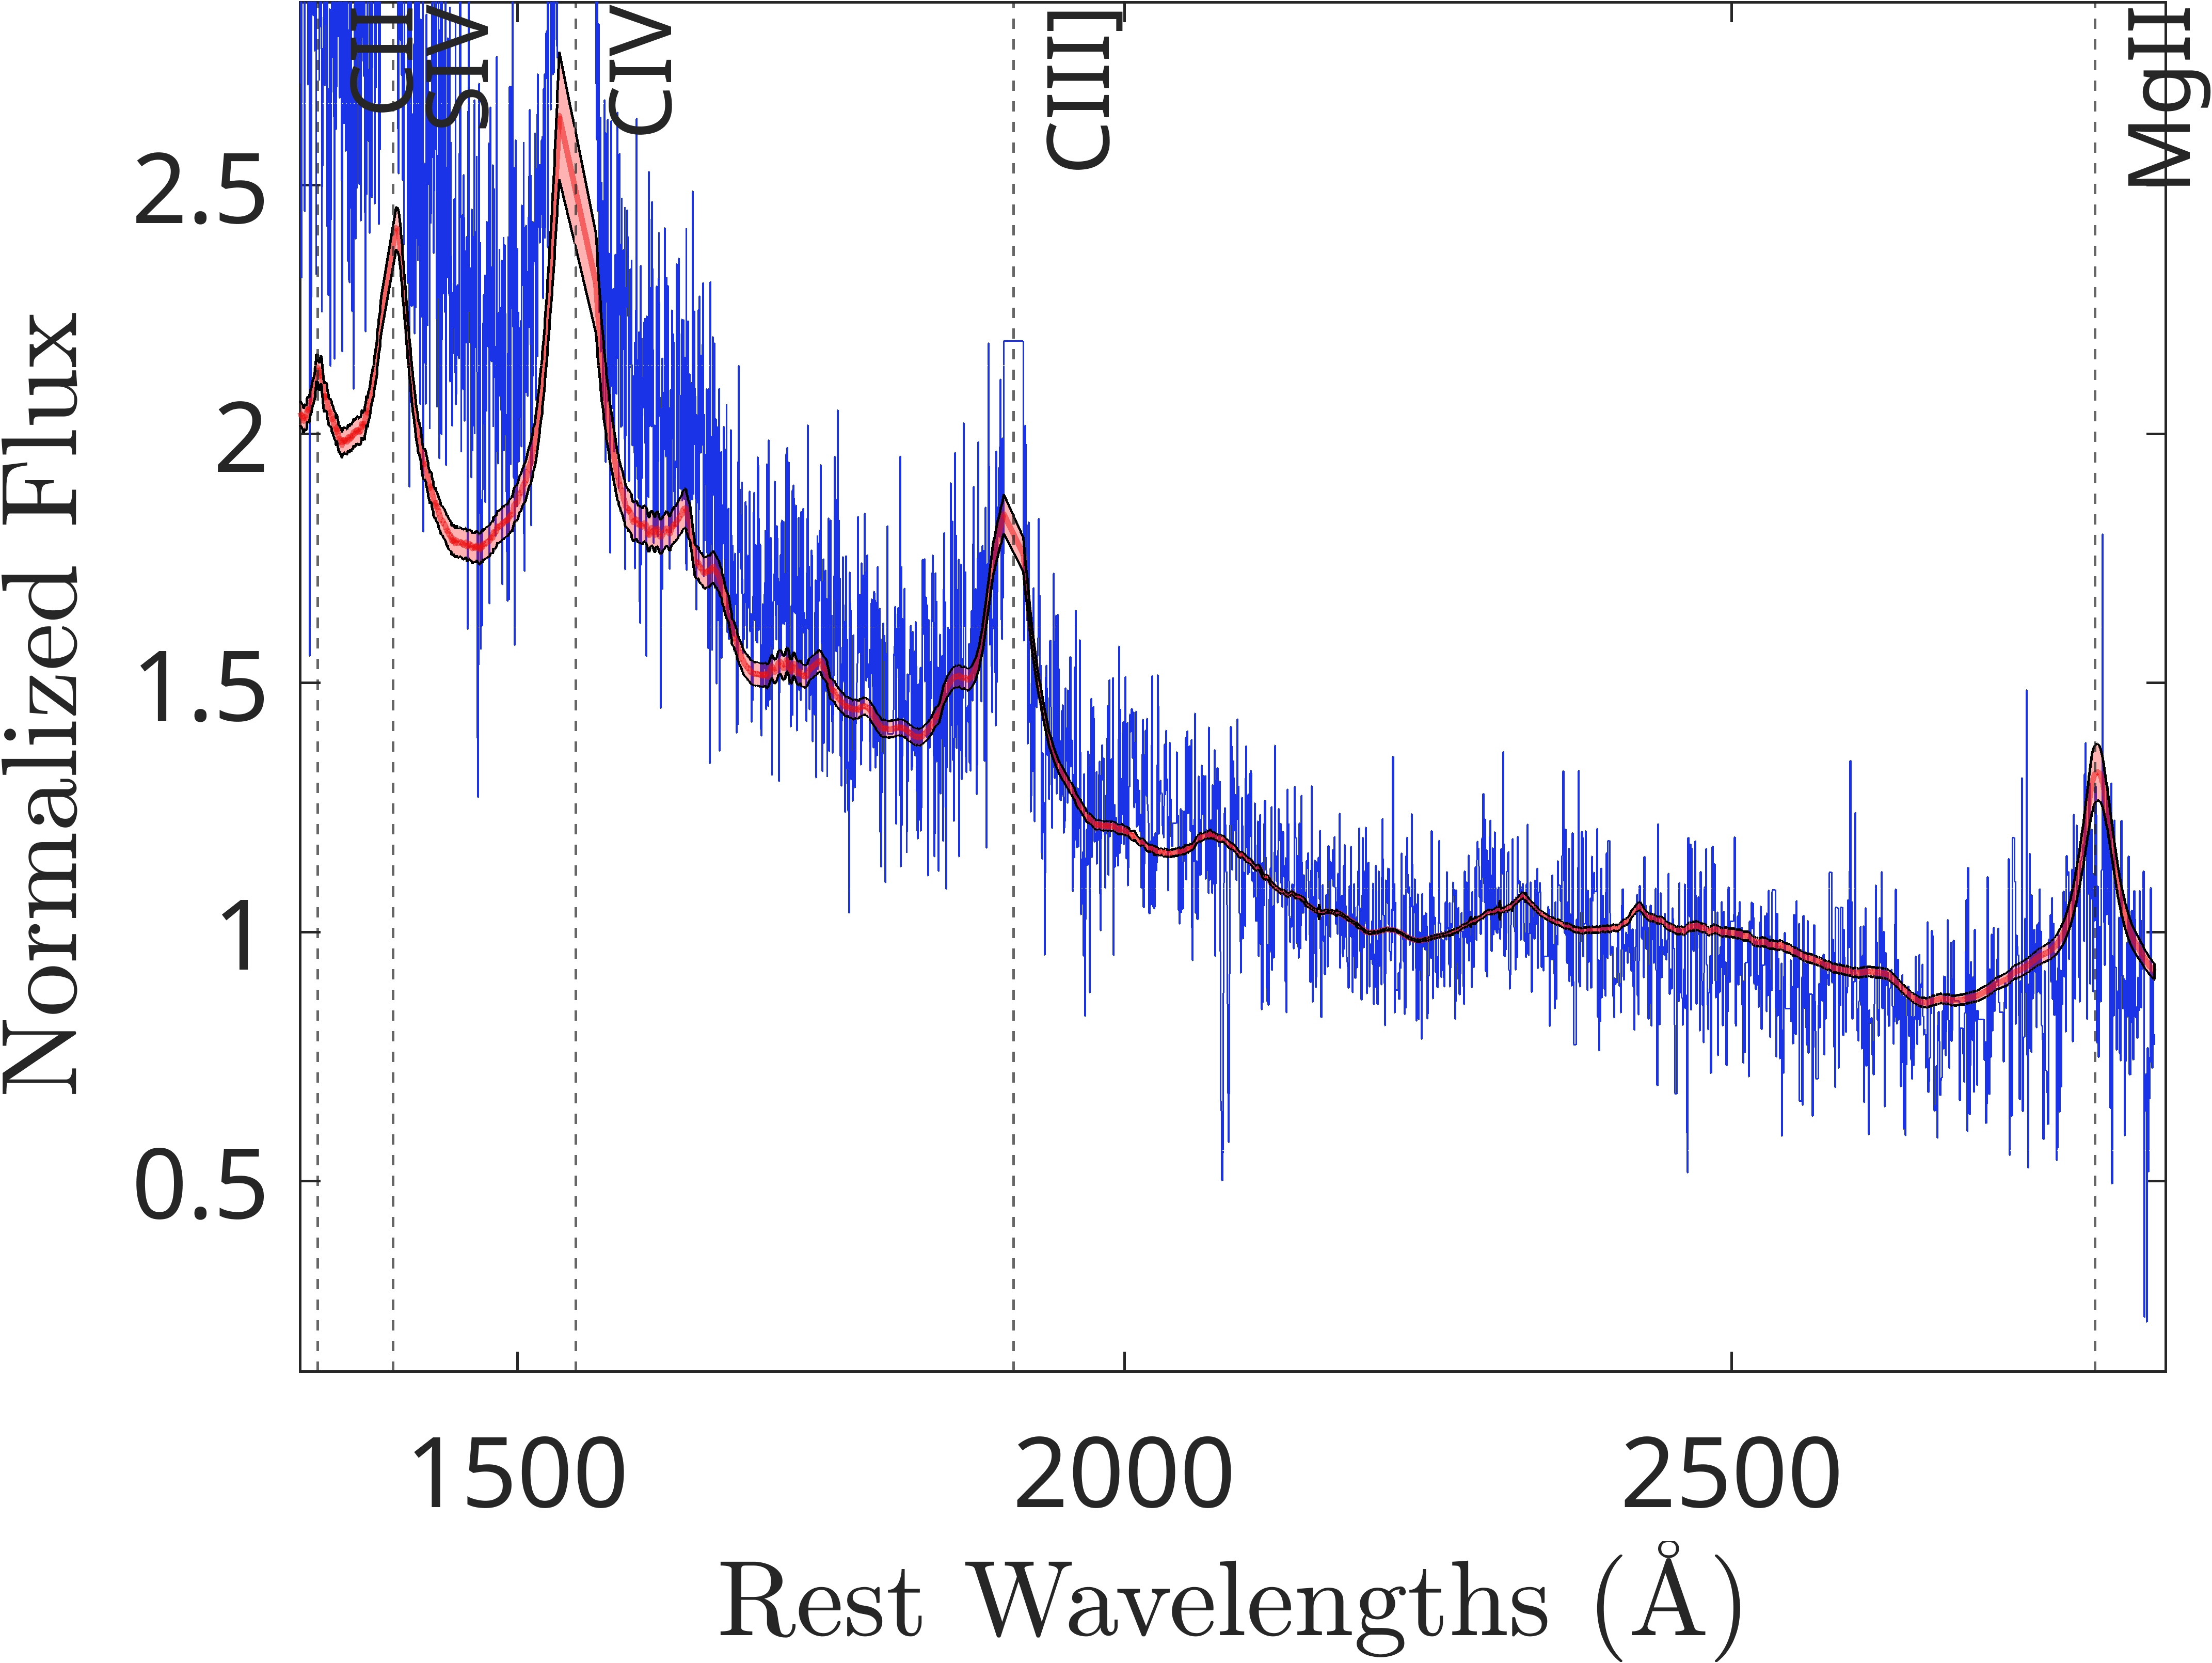 CII
SIV
CIV
CIII]
MgII
2.5
2
1.5
1
0.5
Normalized Flux
1500
2000
2500
Rest Wavelengths (Å)